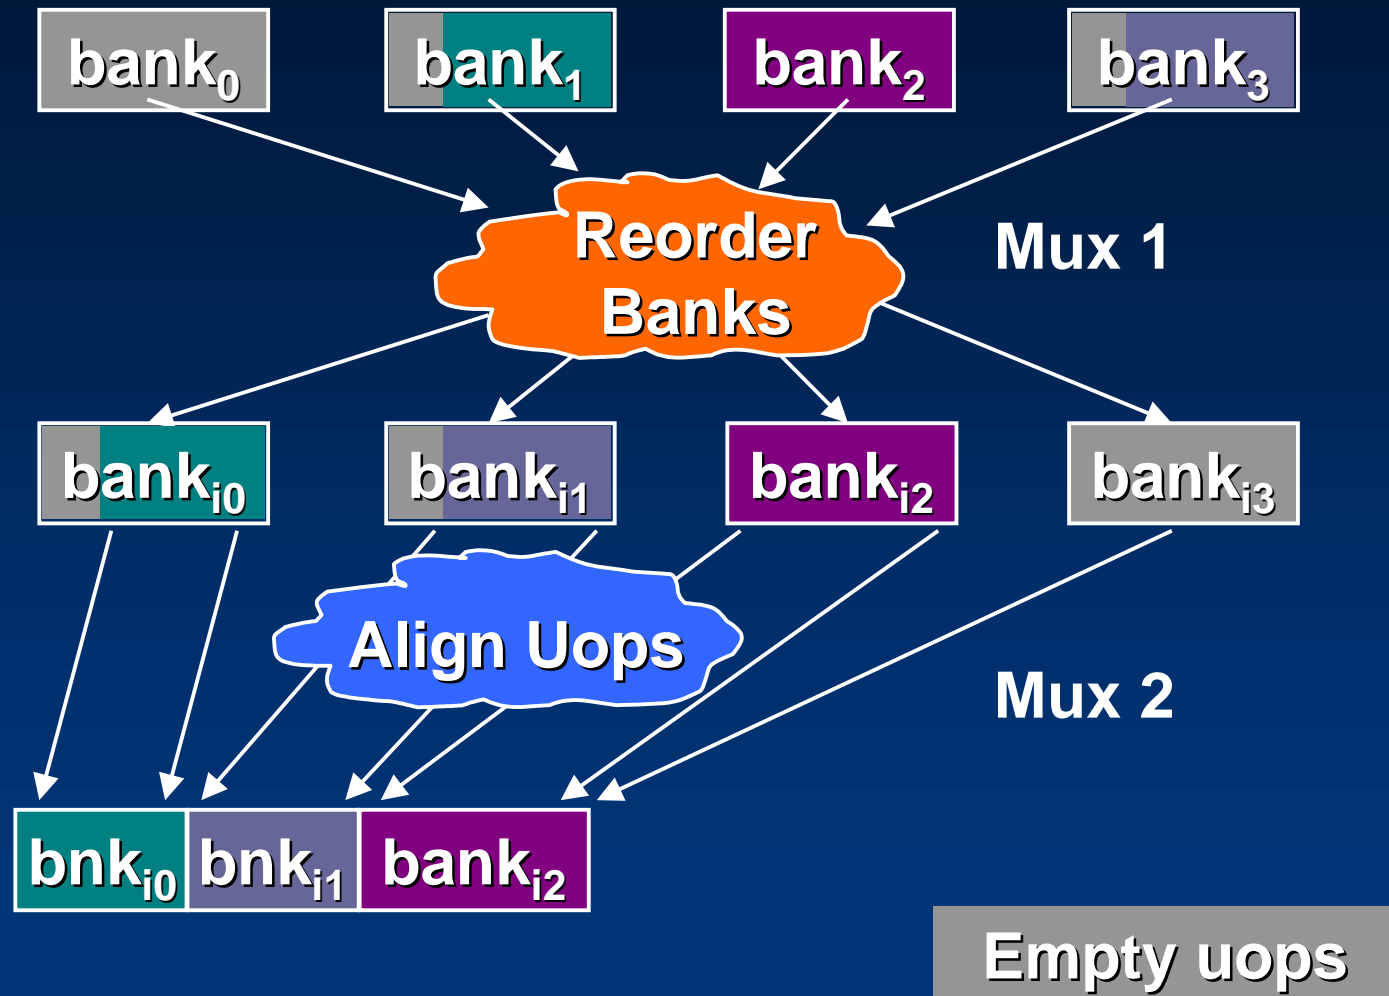 bank₀ bank₁ bank₂ bank₃
Reorder
Banks
Mux 1
bankᵢ₀ bankᵢ₁ bankᵢ₂ bankᵢ₃
Align Uops
Mux 2
bnkᵢ₀ bnkᵢ₁ bankᵢ₂
Empty uops